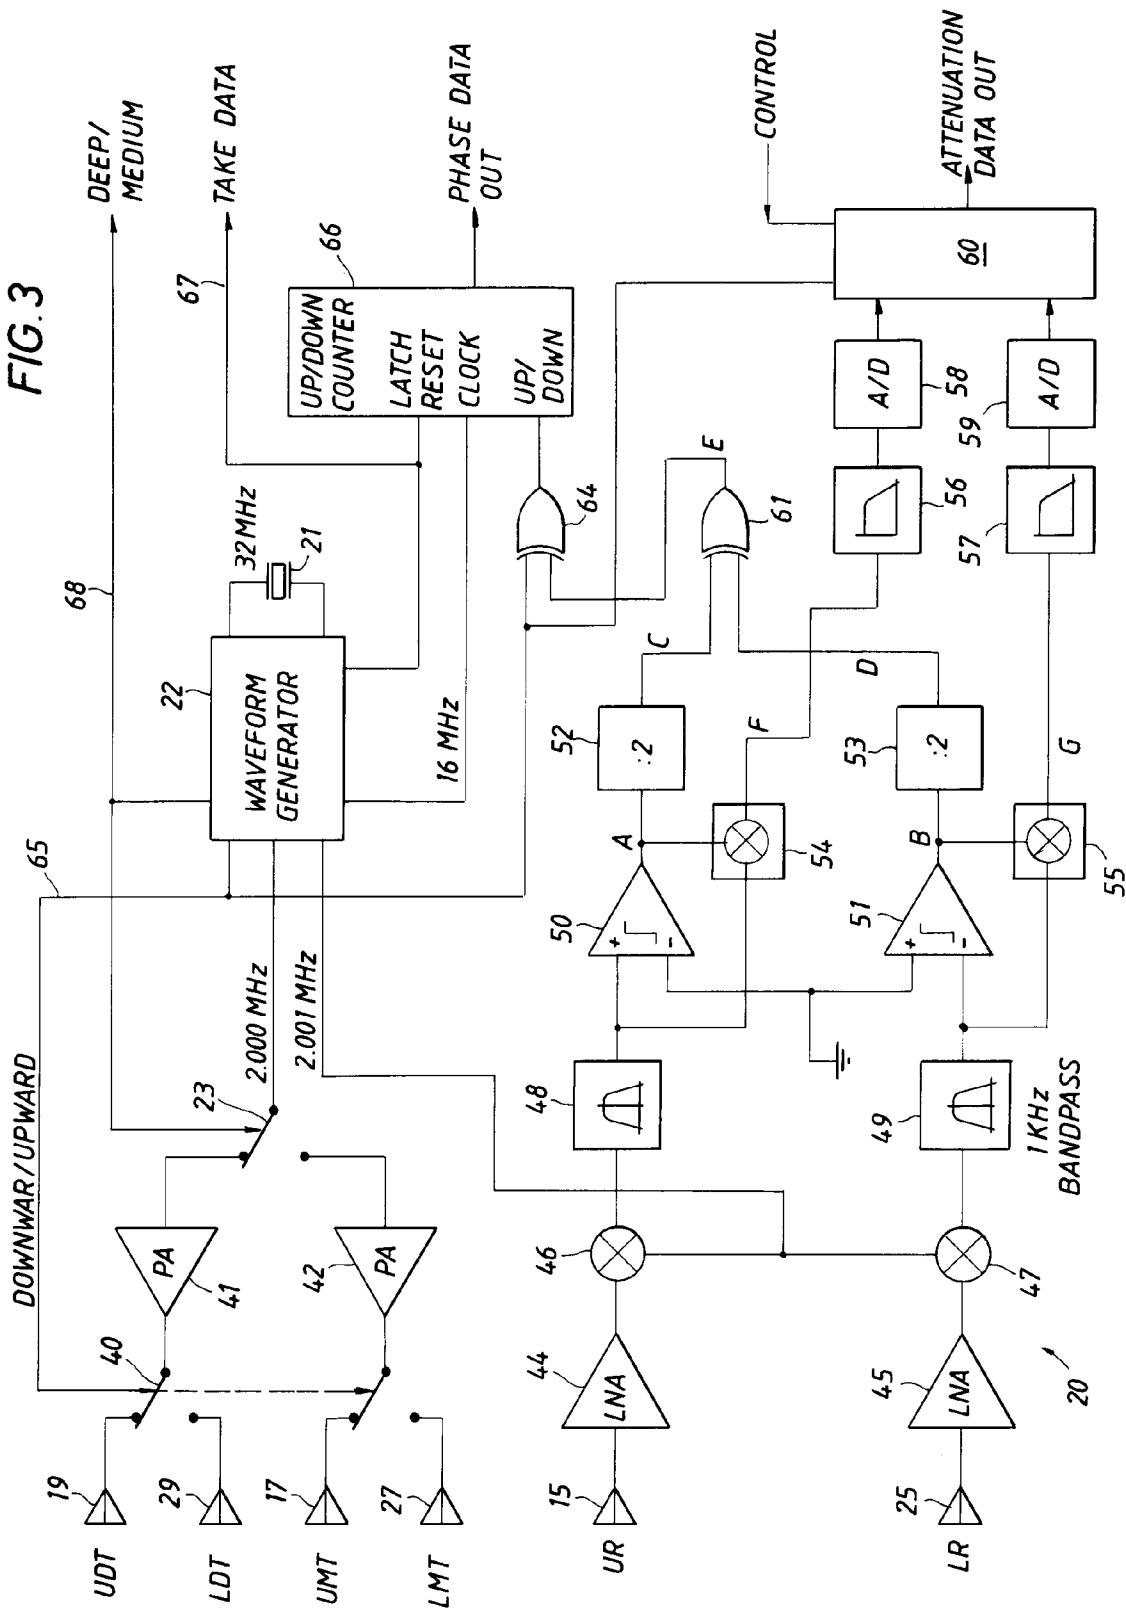 FIG. 3
DEEP/
MEDIUM
TAKE DATA
PHASE DATA
OUT
CONTROL
ATTENUATION
DATA OUT
DOWNWAR/UPWARD
65
68
67
66
UDT
19
LDT
29
UMT
17
LMT
27
40
PA
41
PA
42
23
2.000 MHz
2.001 MHz
22
WAVEFORM
GENERATOR
32MHz
21
16 MHz
UP/DOWN
COUNTER
LATCH
RESET
CLOCK
UP/
DOWN
64
UR
15
LNA
44
46
48
50
+
-
A
52
:2
C
54
F
61
E
LR
25
LNA
45
47
49
1 KHz
BANDPASS
51
+
-
B
53
:2
D
55
G
56
57
A/D
58
A/D
59
60
20